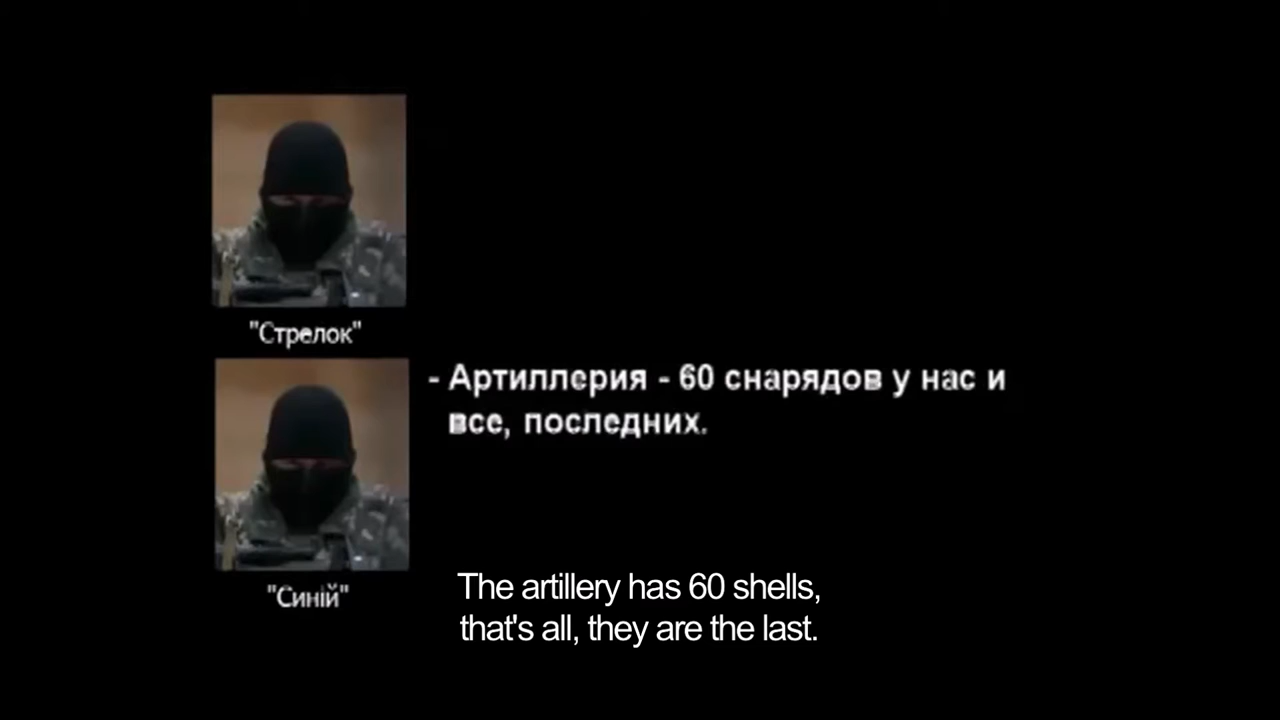 "Стрелок"
- Артиллерия - 60 снарядов у нас и
все, последних.
"Синій"
The artillery has 60 shells,
that's all, they are the last.